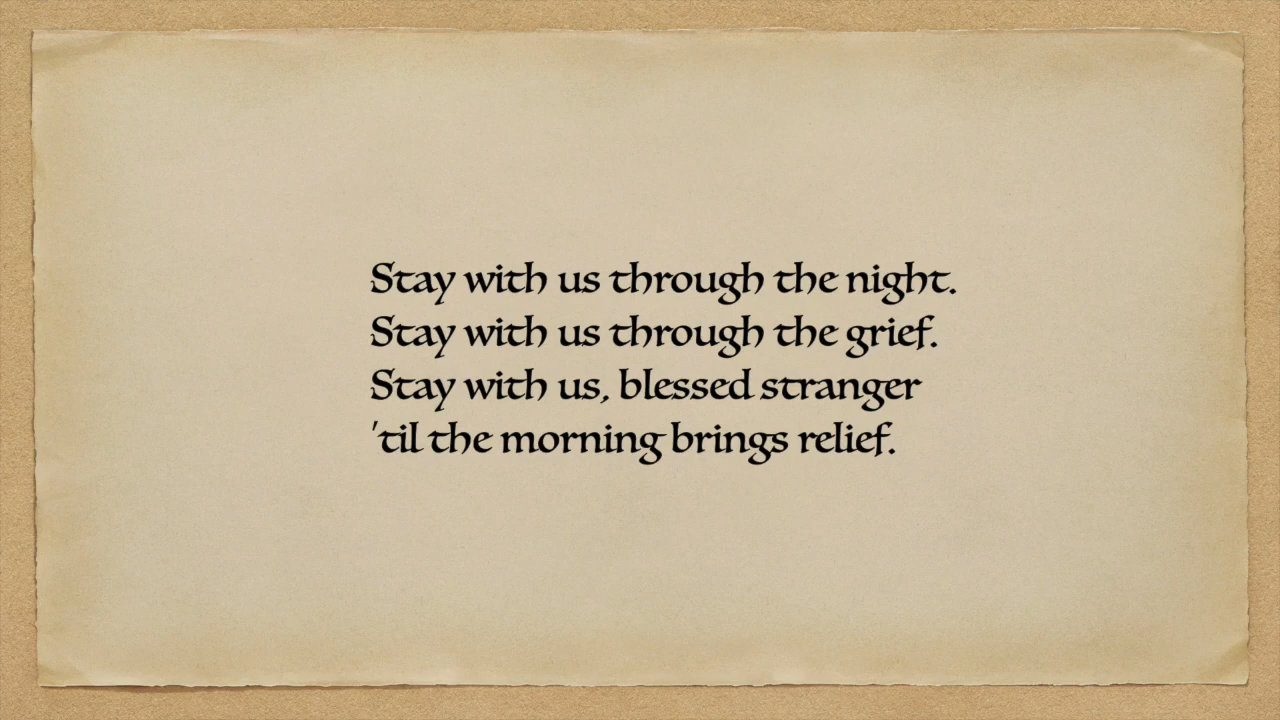 Stay with us through the night.
Stay with us through the grief.
Stay with us, blessed stranger
'til the morning brings relief.